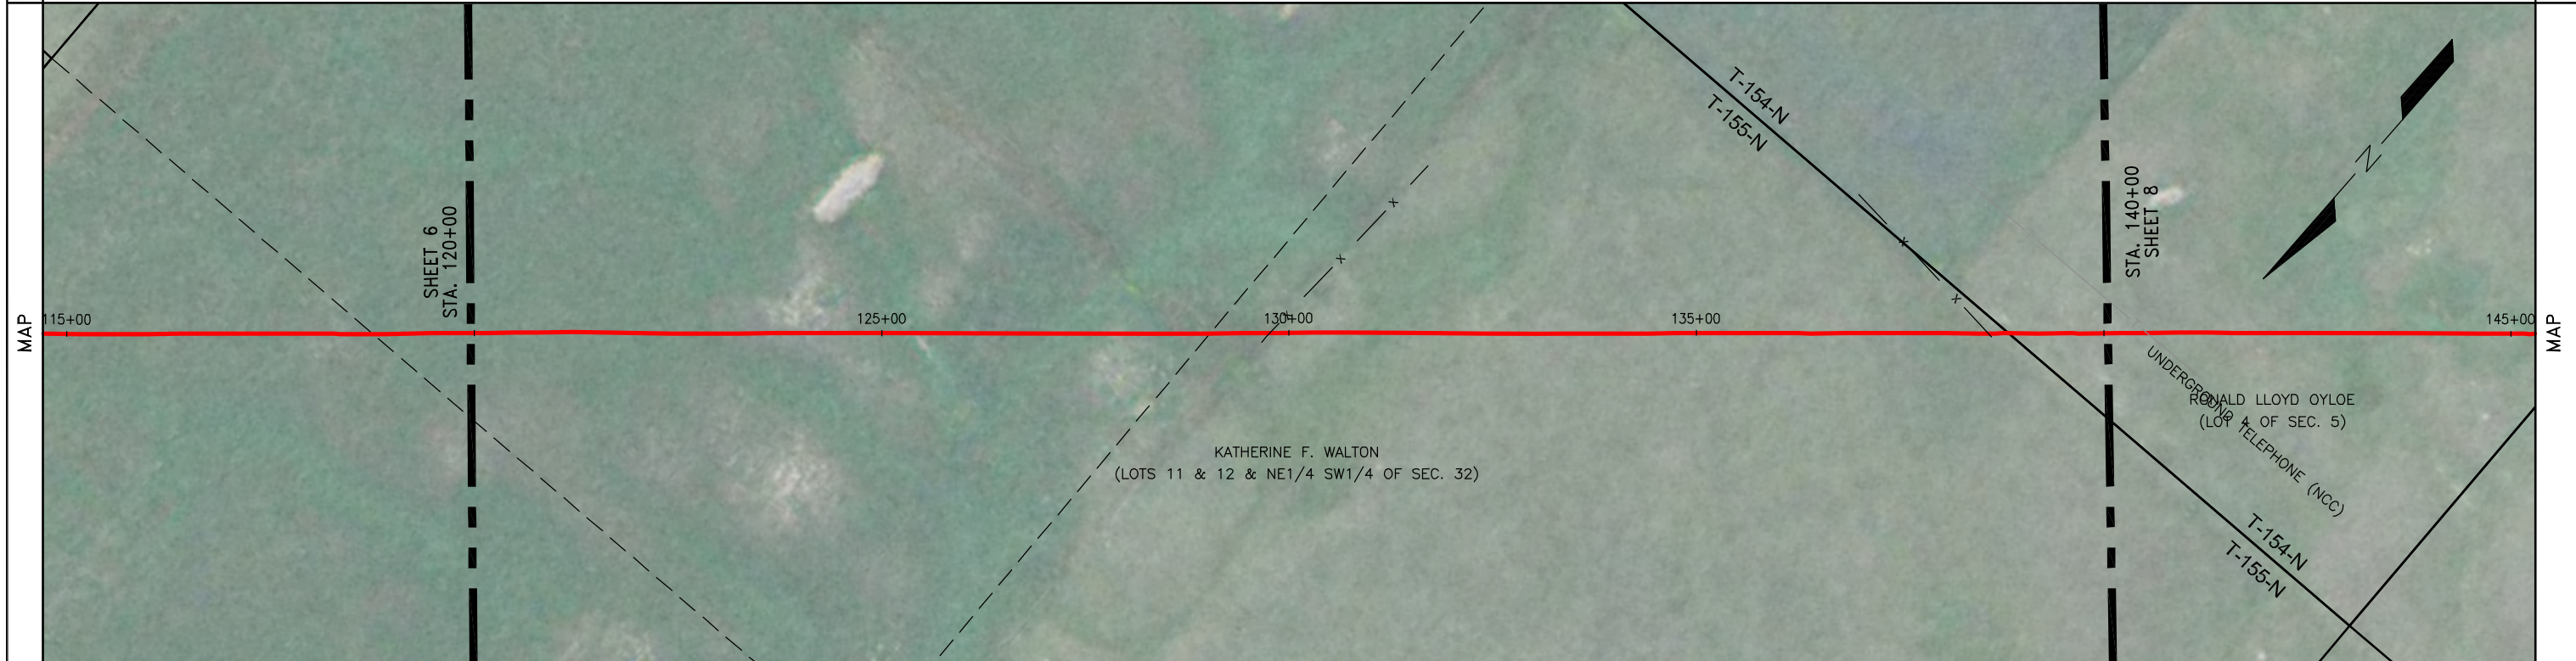 MAP
SHEET 6
STA. 120+00
115+00
125+00
130+00
135+00
145+00
T-154-N
T-155-N
STA. 140+00
SHEET 8
N
UNDERGROUND TELEPHONE (NCC)
RONALD LLOYD OYLOE
(LOT 4 OF SEC. 5)
KATHERINE F. WALTON
(LOTS 11 & 12 & NE1/4 SW1/4 OF SEC. 32)
T-154-N
T-155-N
MAP